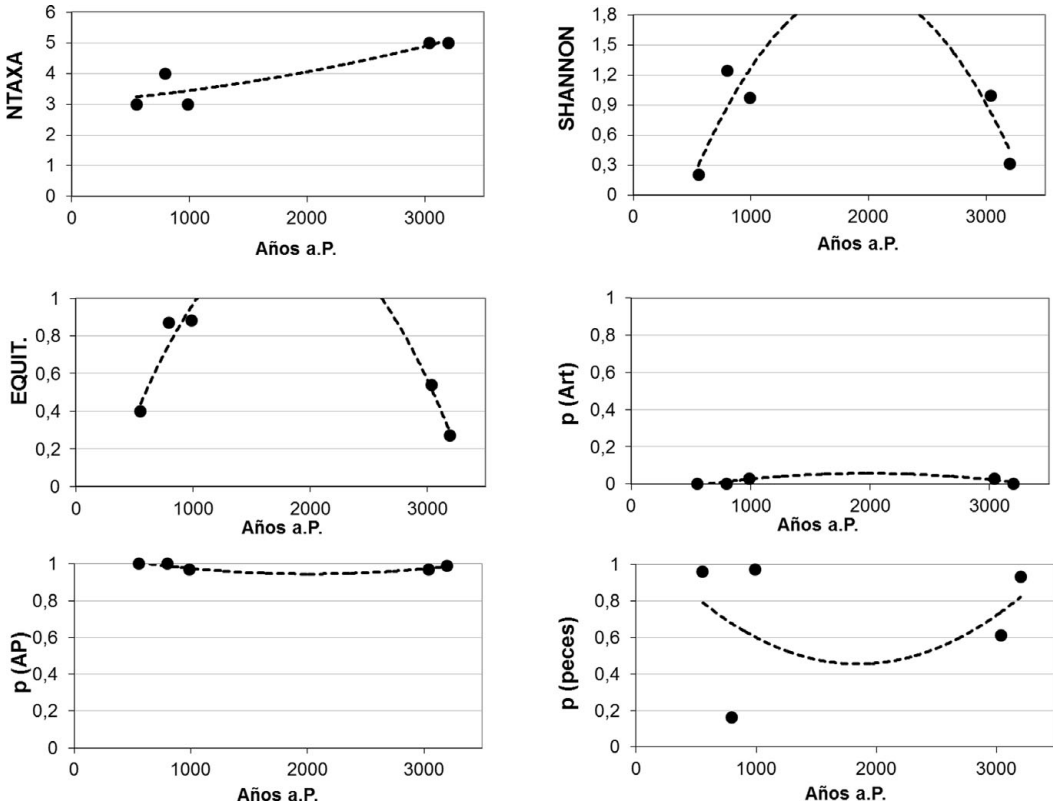 NTAXA
6
5
4
3
2
1
0
0 1000 2000 3000
Años a.P.
SHANNON
1,8
1,5
1,2
0,9
0,6
0,3
0
0 1000 2000 3000
Años a.P.
EQUIT.
1
0,8
0,6
0,4
0,2
0
0 1000 2000 3000
Años a.P.
p (Art)
1
0,8
0,6
0,4
0,2
0
0 1000 2000 3000
Años a.P.
p (AP)
1
0,8
0,6
0,4
0,2
0
0 1000 2000 3000
Años a.P.
p (peces)
1
0,8
0,6
0,4
0,2
0
0 1000 2000 3000
Años a.P.